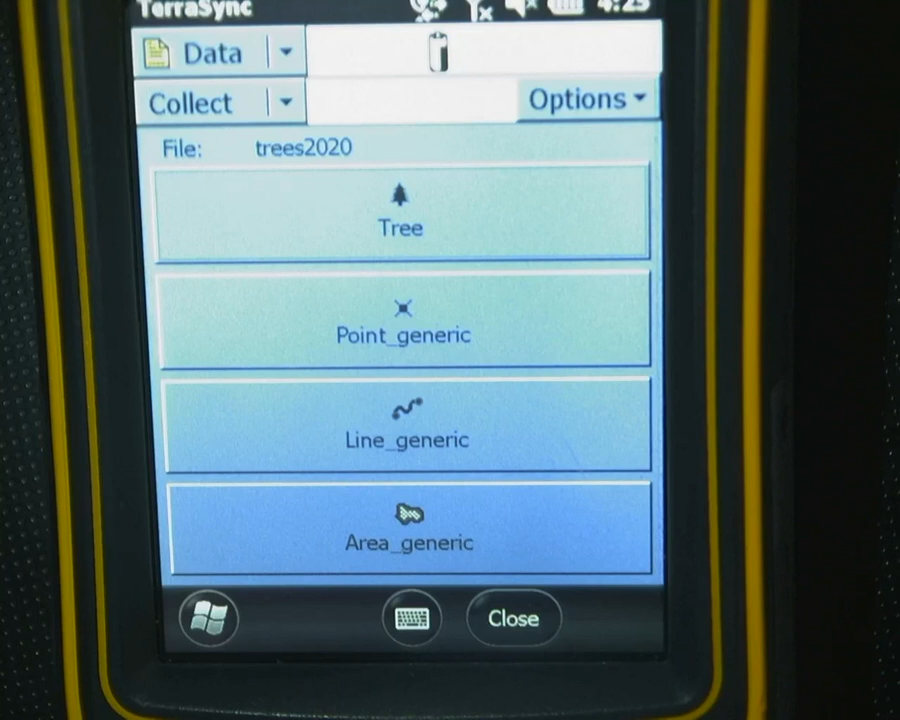 TerraSync 4:25
Data
Collect Options
File: trees2020
Tree
Point_generic
Line_generic
Area_generic
Close